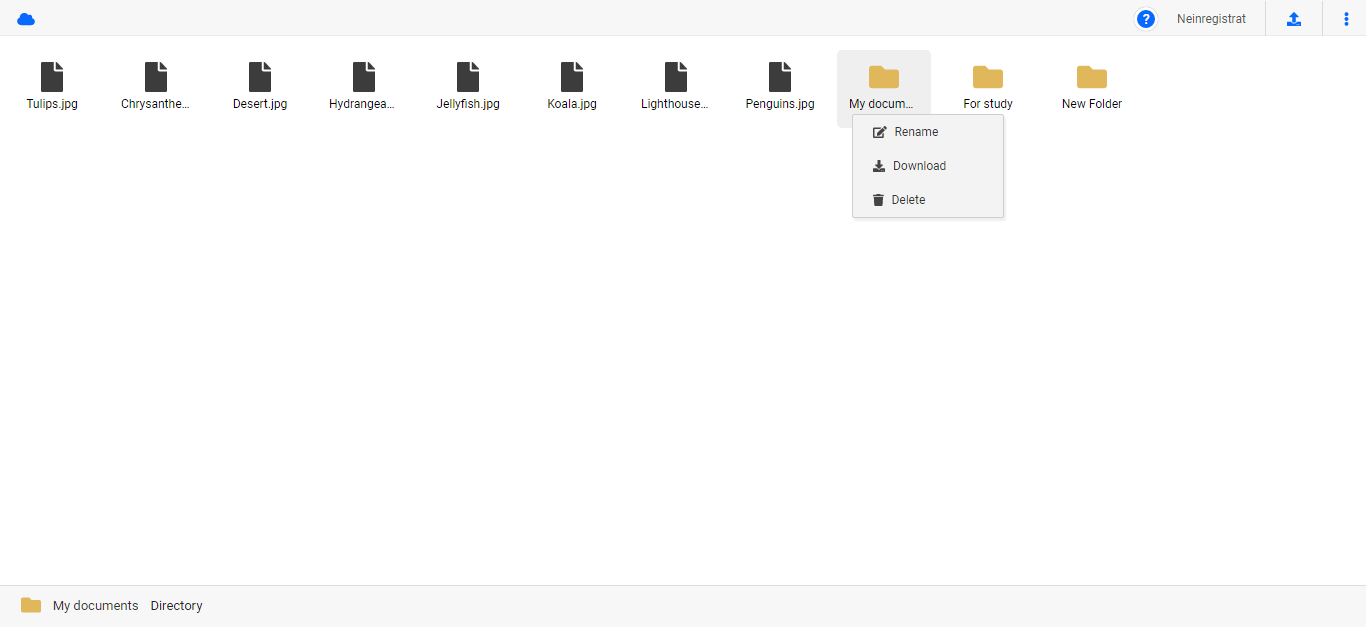 ? Neinregistrat
Tulips.jpg Chrysanthe... Desert.jpg Hydrangea... Jellyfish.jpg Koala.jpg Lighthouse... Penguins.jpg My docum... For study New Folder
Rename
Download
Delete
My documents Directory